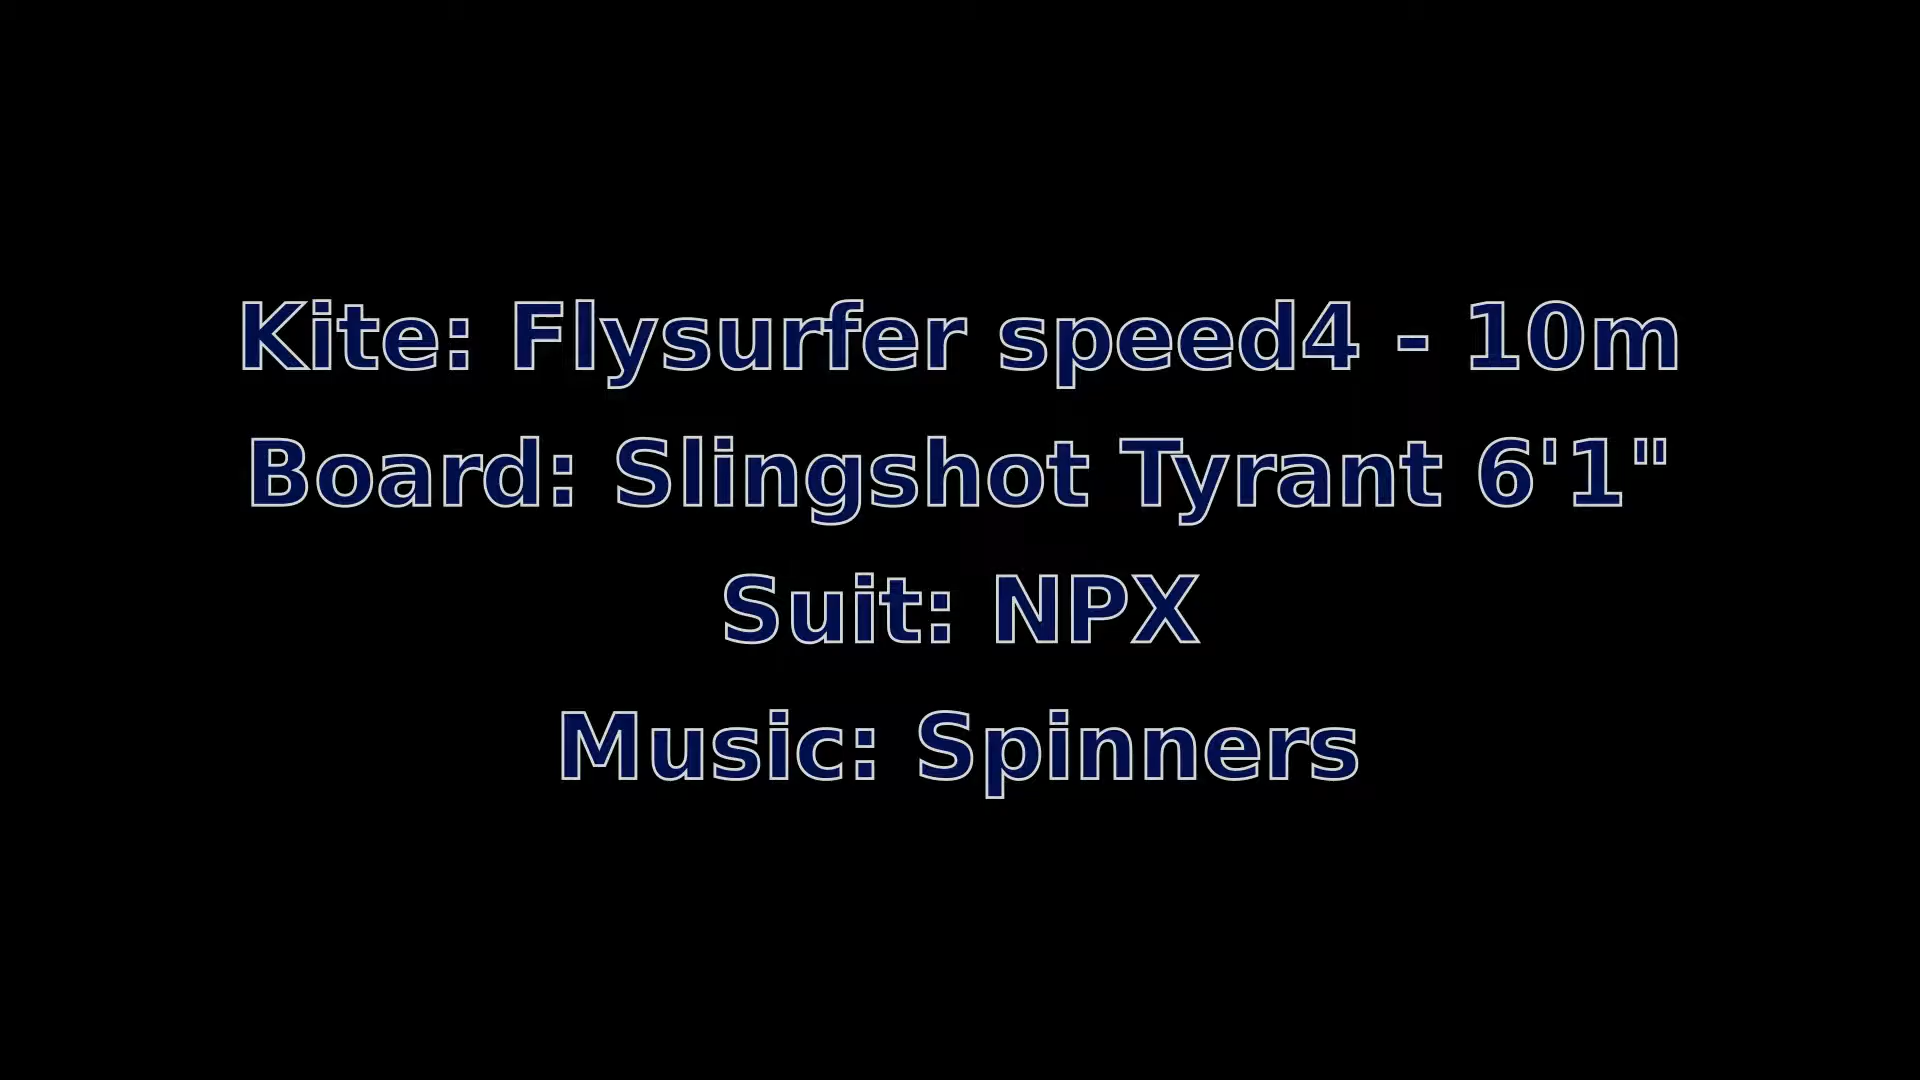 Kite: Flysurfer speed4 - 10m
Board: Slingshot Tyrant 6'1"
Suit: NPX
Music: Spinners